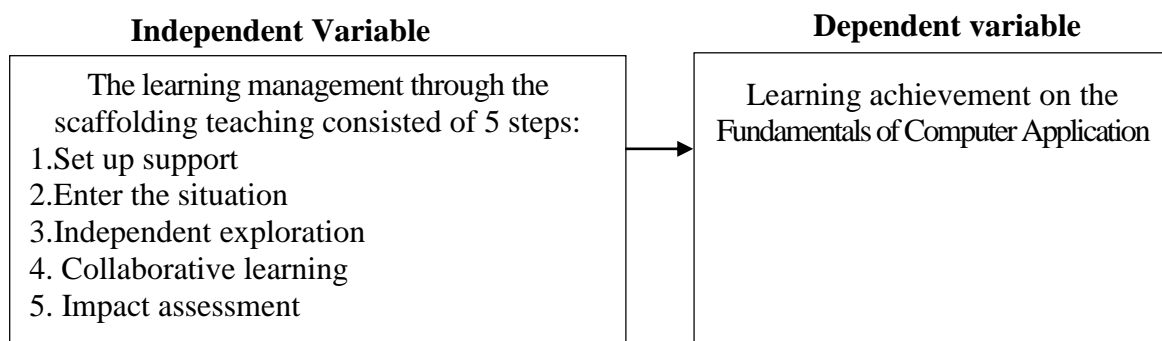 Independent Variable
The learning management through the
scaffolding teaching consisted of 5 steps:
1.Set up support
2.Enter the situation
3.Independent exploration
4. Collaborative learning
5. Impact assessment
Dependent variable
Learning achievement on the
Fundamentals of Computer Application